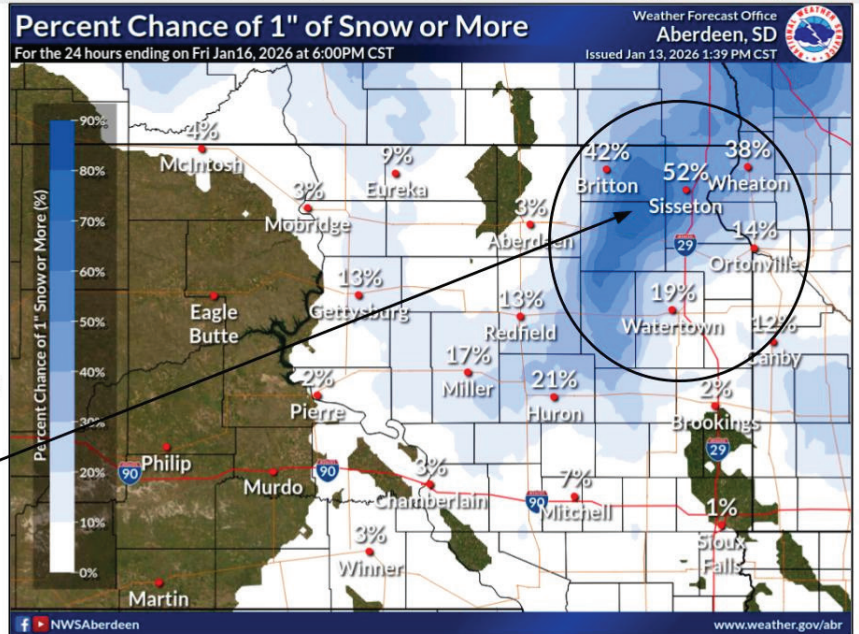 Percent Chance of 1" of Snow or More
For the 24 hours ending on Fri Jan16, 2026 at 6:00PM CST
Weather Forecast Office
Aberdeen, SD
Issued Jan 13, 2026 1:39 PM CST
NATIONAL WEATHER SERVICE
Percent Chance of 1" Snow or More (%)
90%
80%
70%
60%
50%
40%
30%
20%
10%
0%
4%
McIntosh
9%
Eureka
42%
Britton
52%
Sisseton
38%
Wheaton
3%
Mobridge
3%
Aberdeen
29
14%
Ortonville
Eagle
Butte
13%
Gettysburg
13%
Redfield
19%
Watertown
12%
Canby
17%
Miller
2%
Pierre
21%
Huron
2%
Brookings
29
90
Philip
Murdo
90
3%
Chamberlain
90
7%
Mitchell
1%
Sioux
Falls
3%
Winner
Martin
NWSAberdeen
www.weather.gov/abr